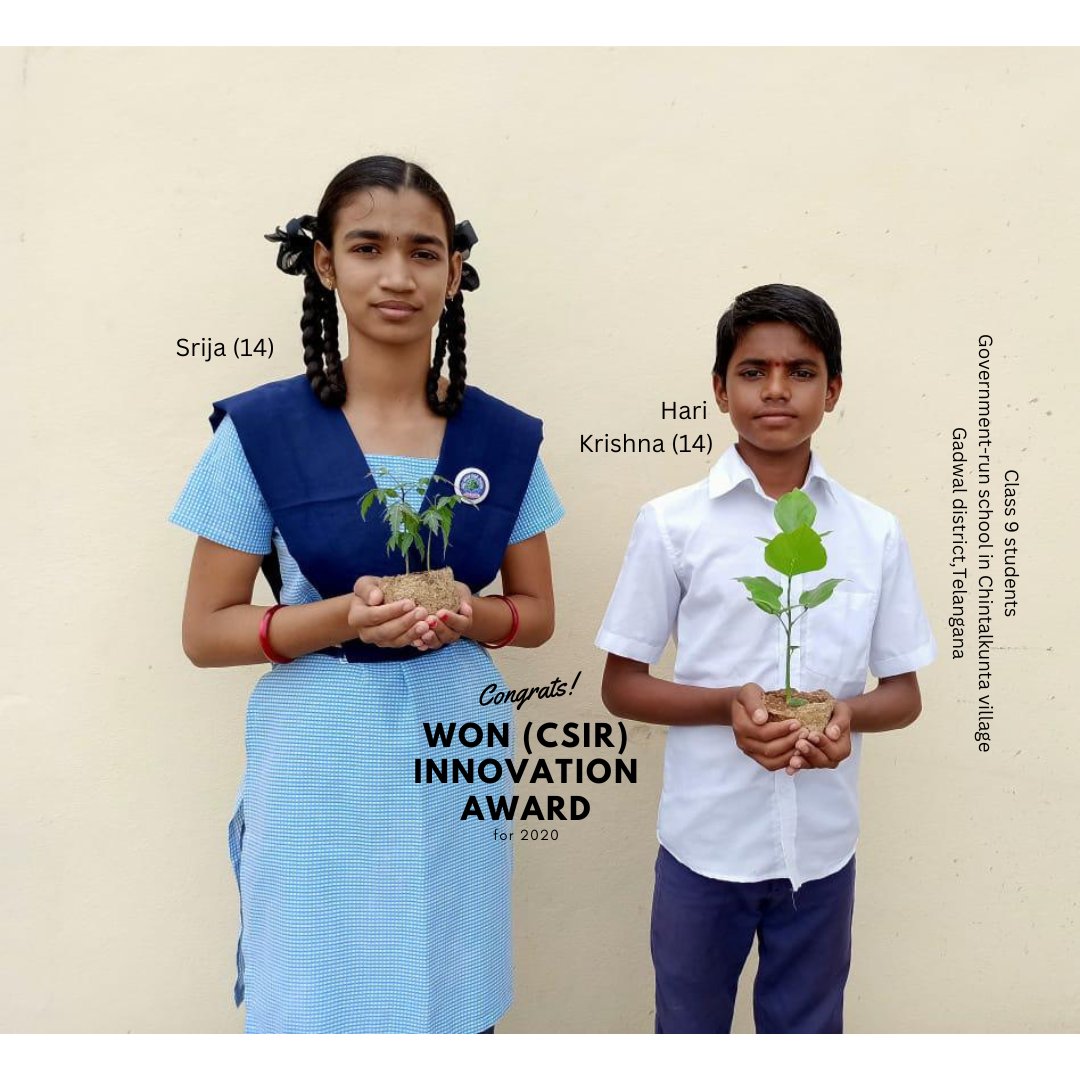 Srija (14)
Hari
Krishna (14)
Class 9 students
Government-run school in Chintalkunta village
Gadwal district,Telangana
Congrats!
WON (CSIR)
INNOVATION
AWARD
for 2020